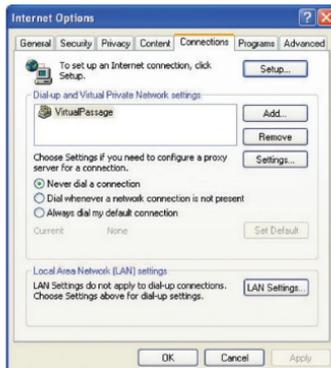 Internet Options
General Security Privacy Content Connections Programs Advanced
To set up an Internet connection, click
Setup.
Setup...
Dial-up and Virtual Private Network settings
VirtualPassage
Add...
Remove
Choose Settings if you need to configure a proxy
server for a connection.
Settings...
Never dial a connection
Dial whenever a network connection is not present
Always dial my default connection
Current None
Set Default
Local Area Network (LAN) settings
LAN Settings do not apply to dial-up connections.
Choose Settings above for dial-up settings.
LAN Settings...
OK Cancel Apply